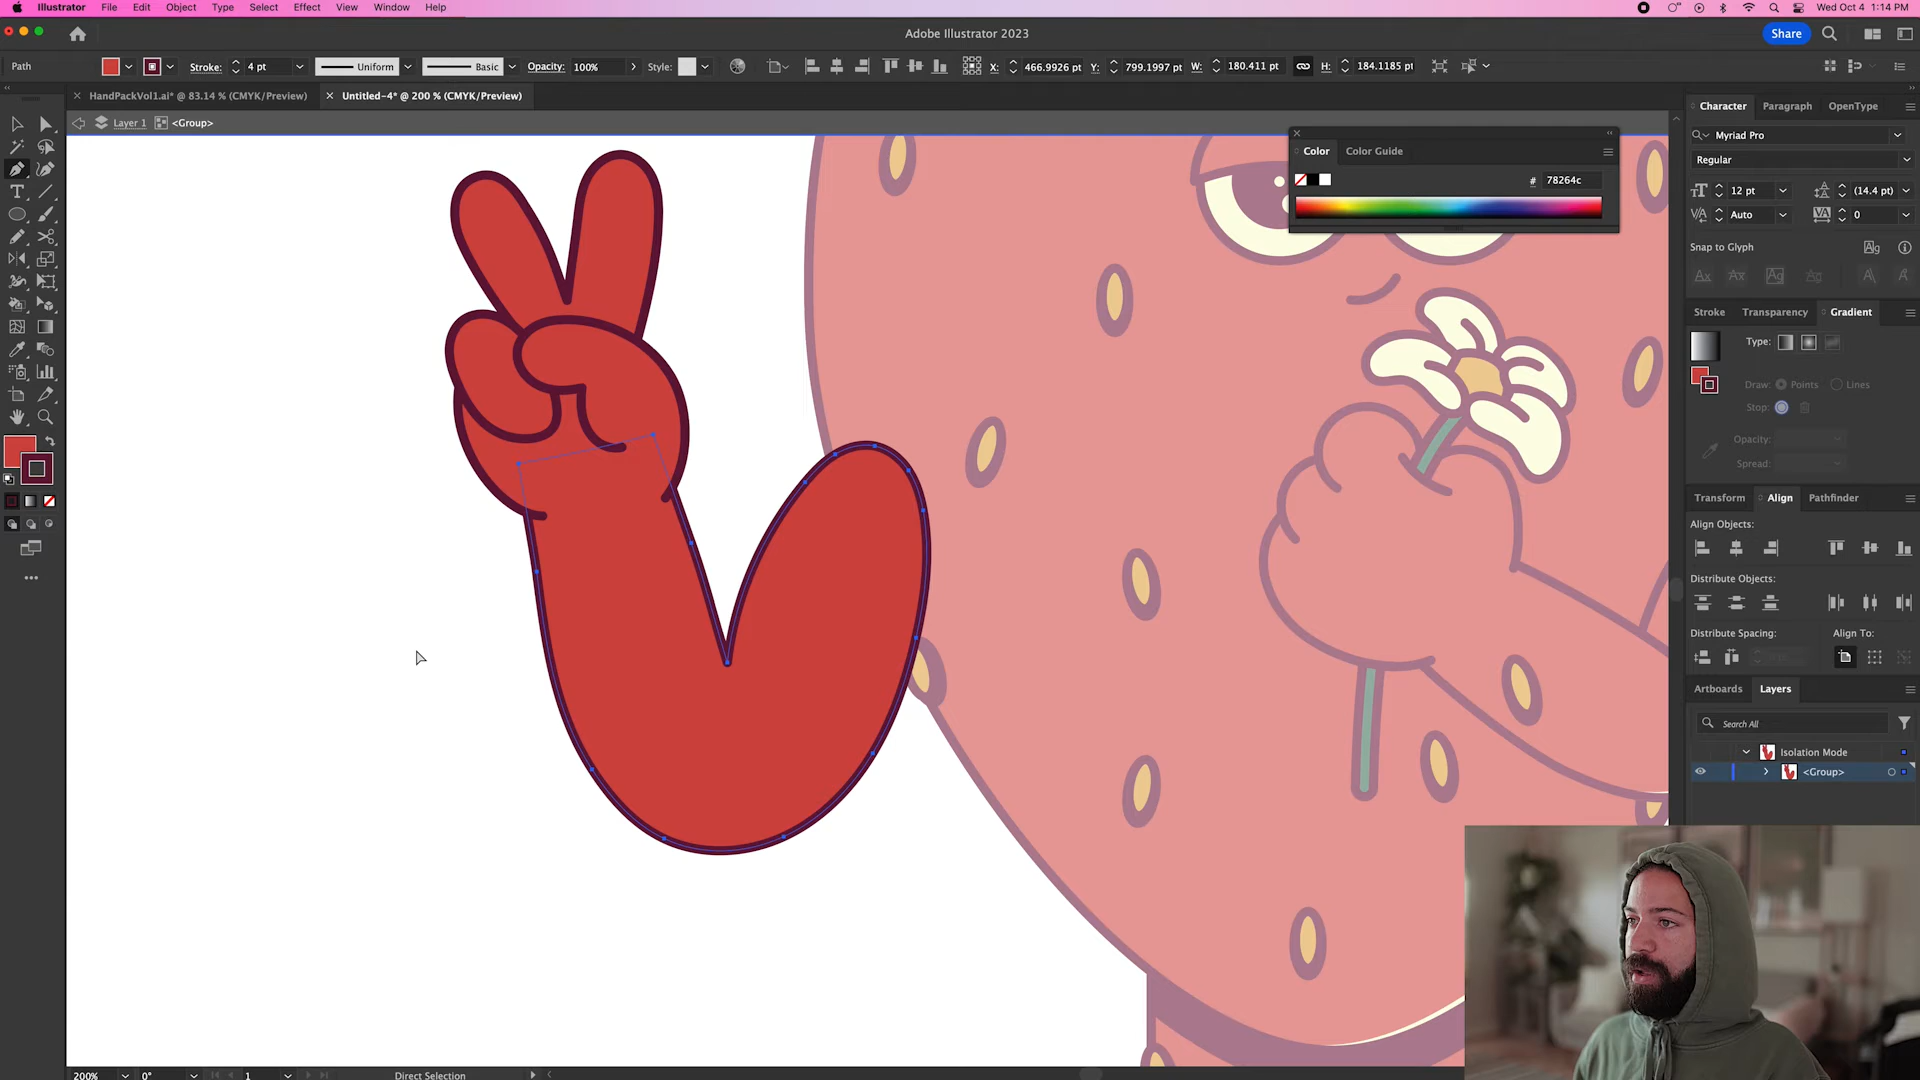 Illustrator File Edit Object Type Select Effect View Window Help Wed Oct 4 1:14 PM
Adobe Illustrator 2023
Share
Path Stroke: 4 pt Uniform Basic Opacity: 100% Style: X: 466.9926 pt Y: 799.1997 pt W: 180.411 pt H: 184.1185 pt
HandPackVol1.ai* @ 83.14 % (CMYK/Preview) Untitled-4* @ 200 % (CMYK/Preview)
Layer 1 <Group>
Color Color Guide
# 78264c
Character Paragraph OpenType
Myriad Pro
Regular
12 pt (14.4 pt)
Auto 0
Snap to Glyph
Stroke Transparency Gradient
Type:
Draw: Points Lines
Stop:
Opacity:
Spread:
Transform Align Pathfinder
Align Objects:
Distribute Objects:
Distribute Spacing: Align To:
Artboards Layers
Search All
Isolation Mode
<Group>
200% 0° 1 Direct Selection